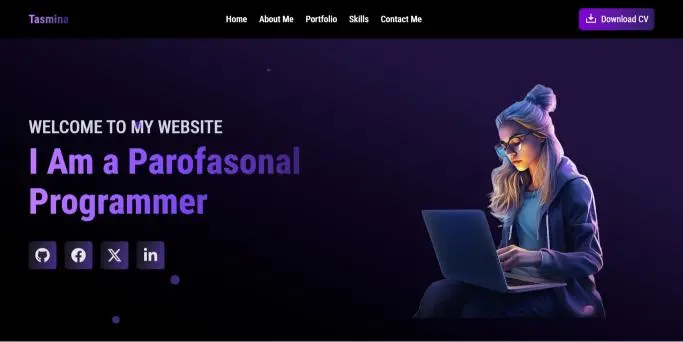 Tasmina
Home About Me Portfolio Skills Contact Me
Download CV
WELCOME TO MY WEBSITE
I Am a Parofasonal
Programmer